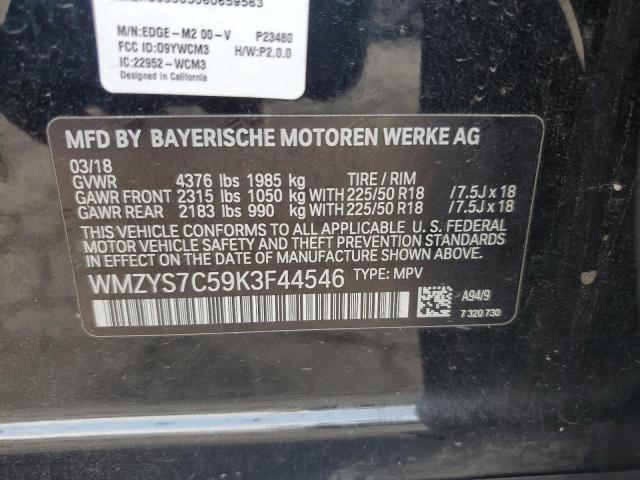 M/N:EDGE-M2 00-V P23480
FCC ID:O9YWCM3 H/W:P2.0.0
IC:22952-WCM3
Designed in California
MFD BY BAYERISCHE MOTOREN WERKE AG
03/18
GVWR 4376 lbs 1985 kg TIRE / RIM
GAWR FRONT 2315 lbs 1050 kg WITH 225/50 R18 /7.5J x 18
GAWR REAR 2183 lbs 990 kg WITH 225/50 R18 /7.5J x 18
THIS VEHICLE CONFORMS TO ALL APPLICABLE U.S. FEDERAL
MOTOR VEHICLE SAFETY AND THEFT PREVENTION STANDARDS
IN EFFECT ON THE DATE OF MANUFACTURE SHOWN ABOVE.
WMZYS7C59K3F44546 TYPE: MPV
A94/9
7 320 730